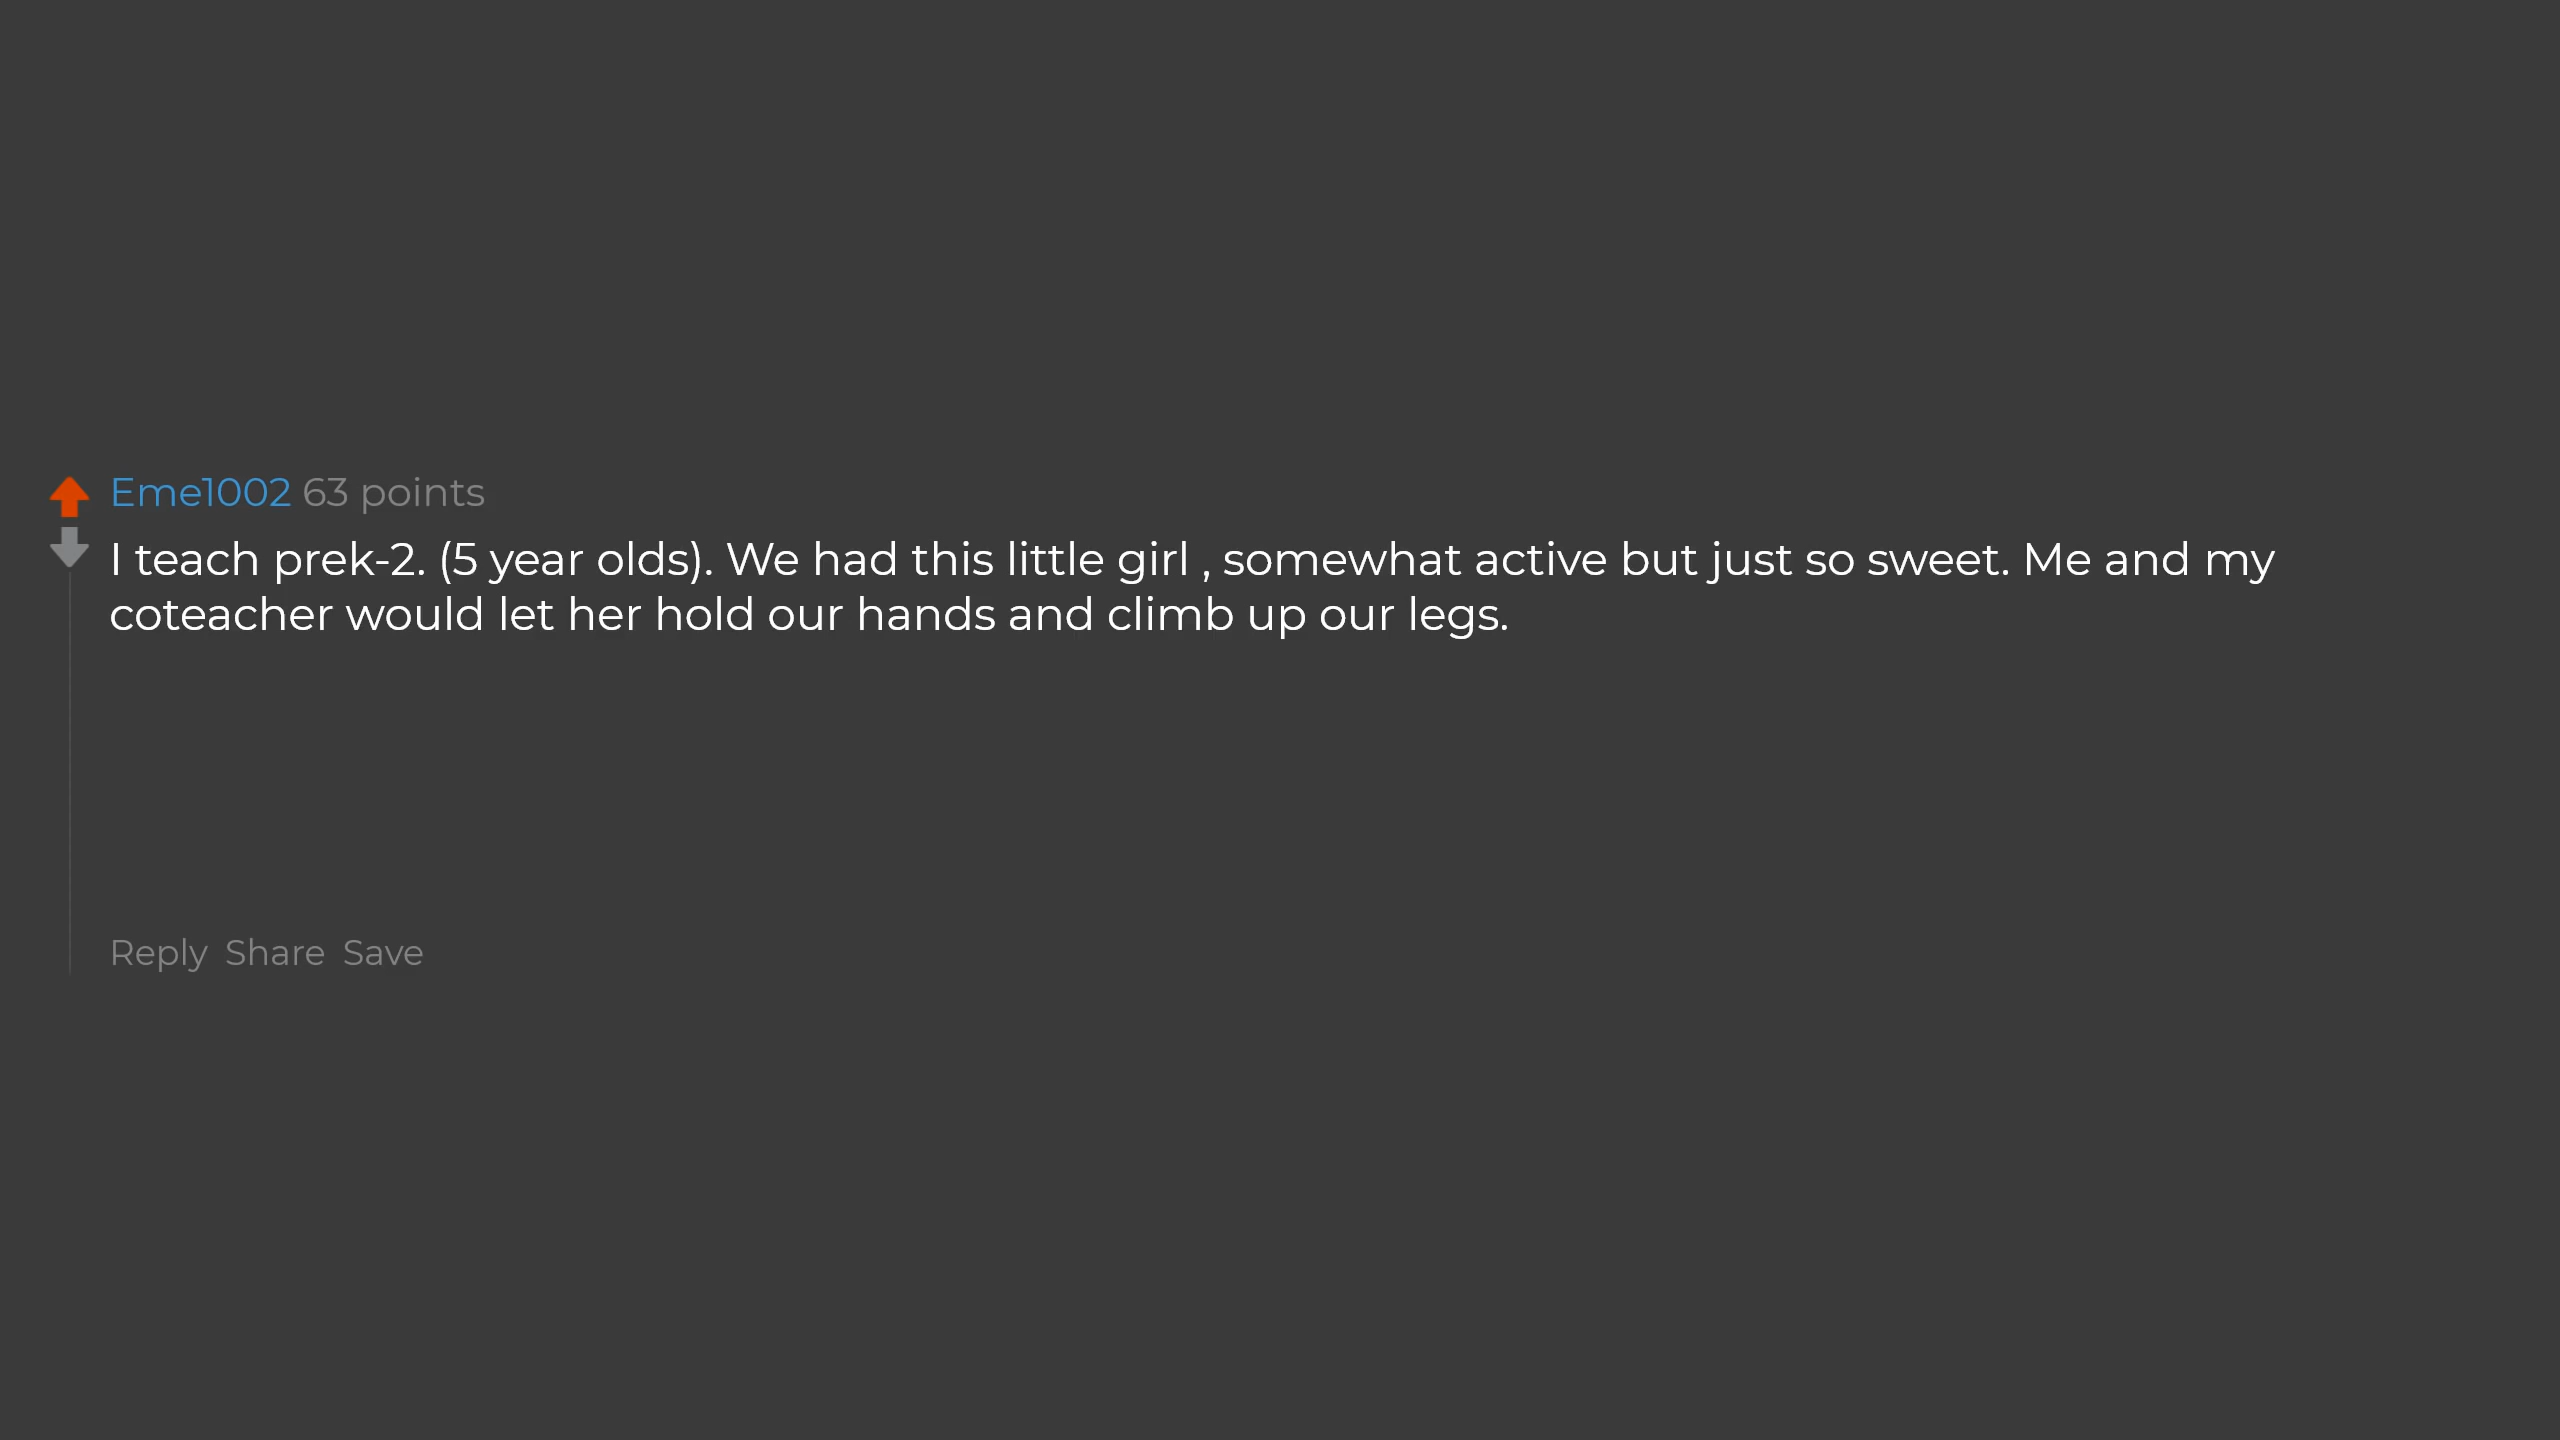 Eme1002 63 points
I teach prek-2. (5 year olds). We had this little girl , somewhat active but just so sweet. Me and my
coteacher would let her hold our hands and climb up our legs.
Reply Share Save